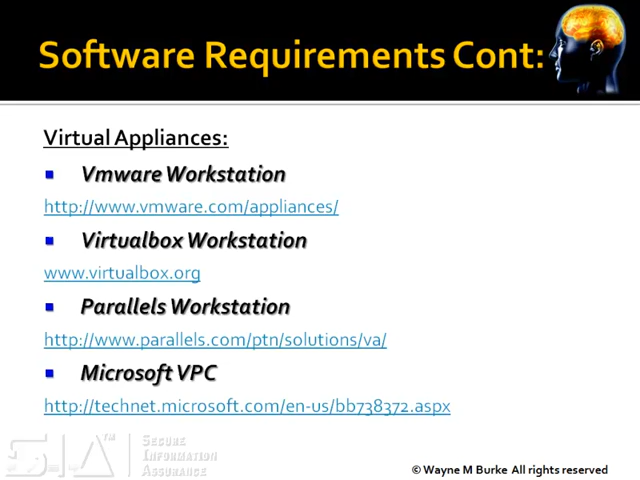 Software Requirements Cont:
Virtual Appliances:
Vmware Workstation
http://www.vmware.com/appliances/
Virtualbox Workstation
www.virtualbox.org
Parallels Workstation
http://www.parallels.com/ptn/solutions/va/
Microsoft VPC
http://technet.microsoft.com/en-us/bb738372.aspx
S-I-A™
Secure
Information
Assurance
© Wayne M Burke All rights reserved